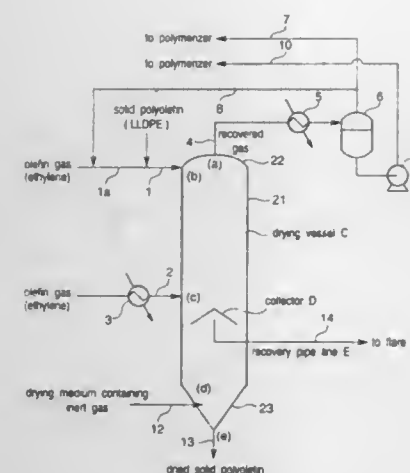 7
to polymerizer
10
to polymerizer
8
5
6
solid polyolefin
(LLDPE)
4
recovered
gas
22
olefin gas
(ethylene)
1a
1
(b)
(a)
21
drying vessel C
olefin gas
(ethylene)
2
3
(c)
collector D
14
to flare
recovery pipe line E
(d)
drying medium containing
inert gas
12
23
13
(e)
dried solid polyolefin